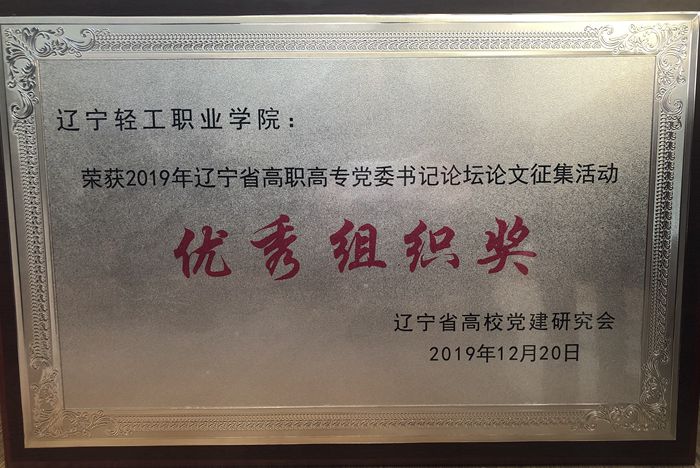 辽宁轻工职业学院：
荣获2019年辽宁省高职高专党委书记论坛论文征集活动
优秀组织奖
辽宁省高校党建研究会
2019年12月20日